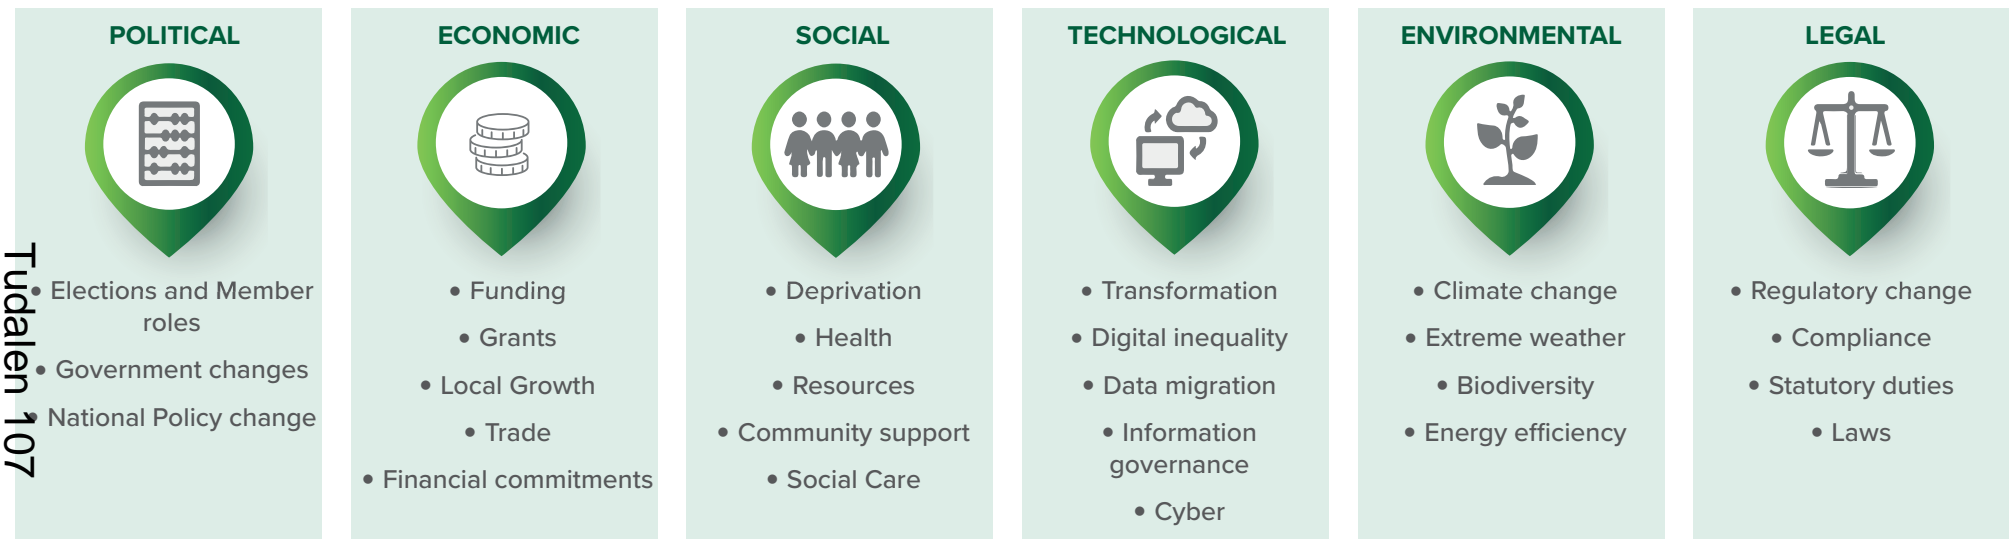 POLITICAL
• Elections and Member
roles
• Government changes
• National Policy change
ECONOMIC
• Funding
• Grants
• Local Growth
• Trade
• Financial commitments
SOCIAL
• Deprivation
• Health
• Resources
• Community support
• Social Care
TECHNOLOGICAL
• Transformation
• Digital inequality
• Data migration
• Information
governance
• Cyber
ENVIRONMENTAL
• Climate change
• Extreme weather
• Biodiversity
• Energy efficiency
LEGAL
• Regulatory change
• Compliance
• Statutory duties
• Laws
Tudalen 107